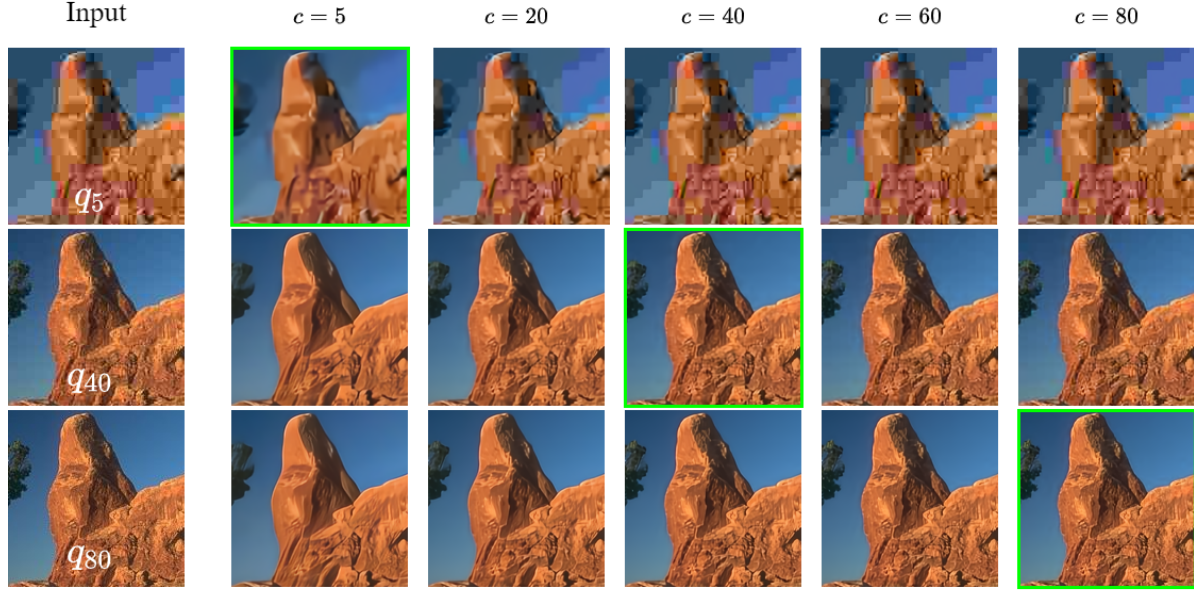 Input c = 5 c = 20 c = 40 c = 60 c = 80
q₅
q₄₀
q₈₀